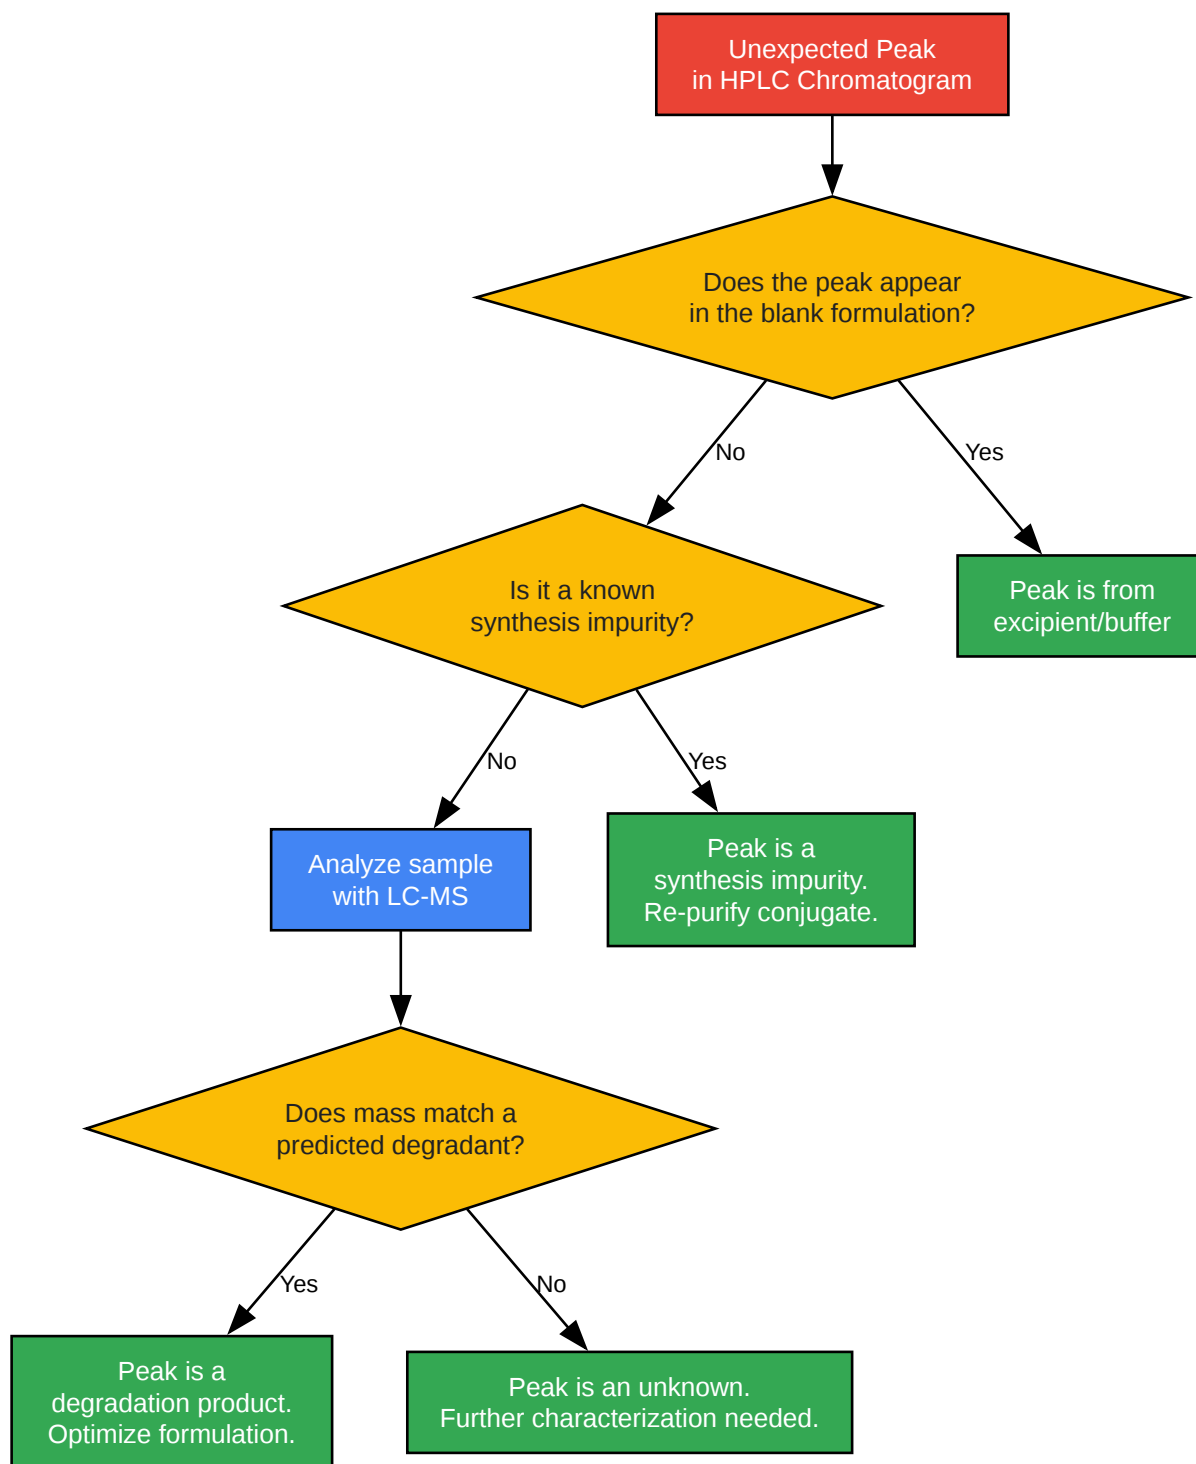 Unexpected Peak
in HPLC Chromatogram
Does the peak appear
in the blank formulation?
No
Yes
Is it a known
synthesis impurity?
Peak is from
excipient/buffer
No
Yes
Analyze sample
with LC-MS
Peak is a
synthesis impurity.
Re-purify conjugate.
Does mass match a
predicted degradant?
Yes
No
Peak is a
degradation product.
Optimize formulation.
Peak is an unknown.
Further characterization needed.